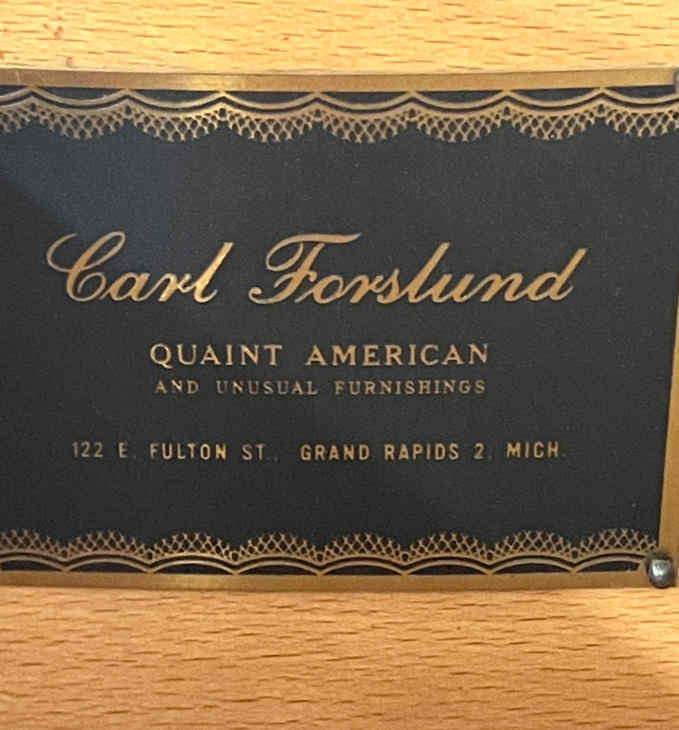 Carl Forslund
QUAINT AMERICAN
AND UNUSUAL FURNISHINGS
122 E. FULTON ST., GRAND RAPIDS 2, MICH.